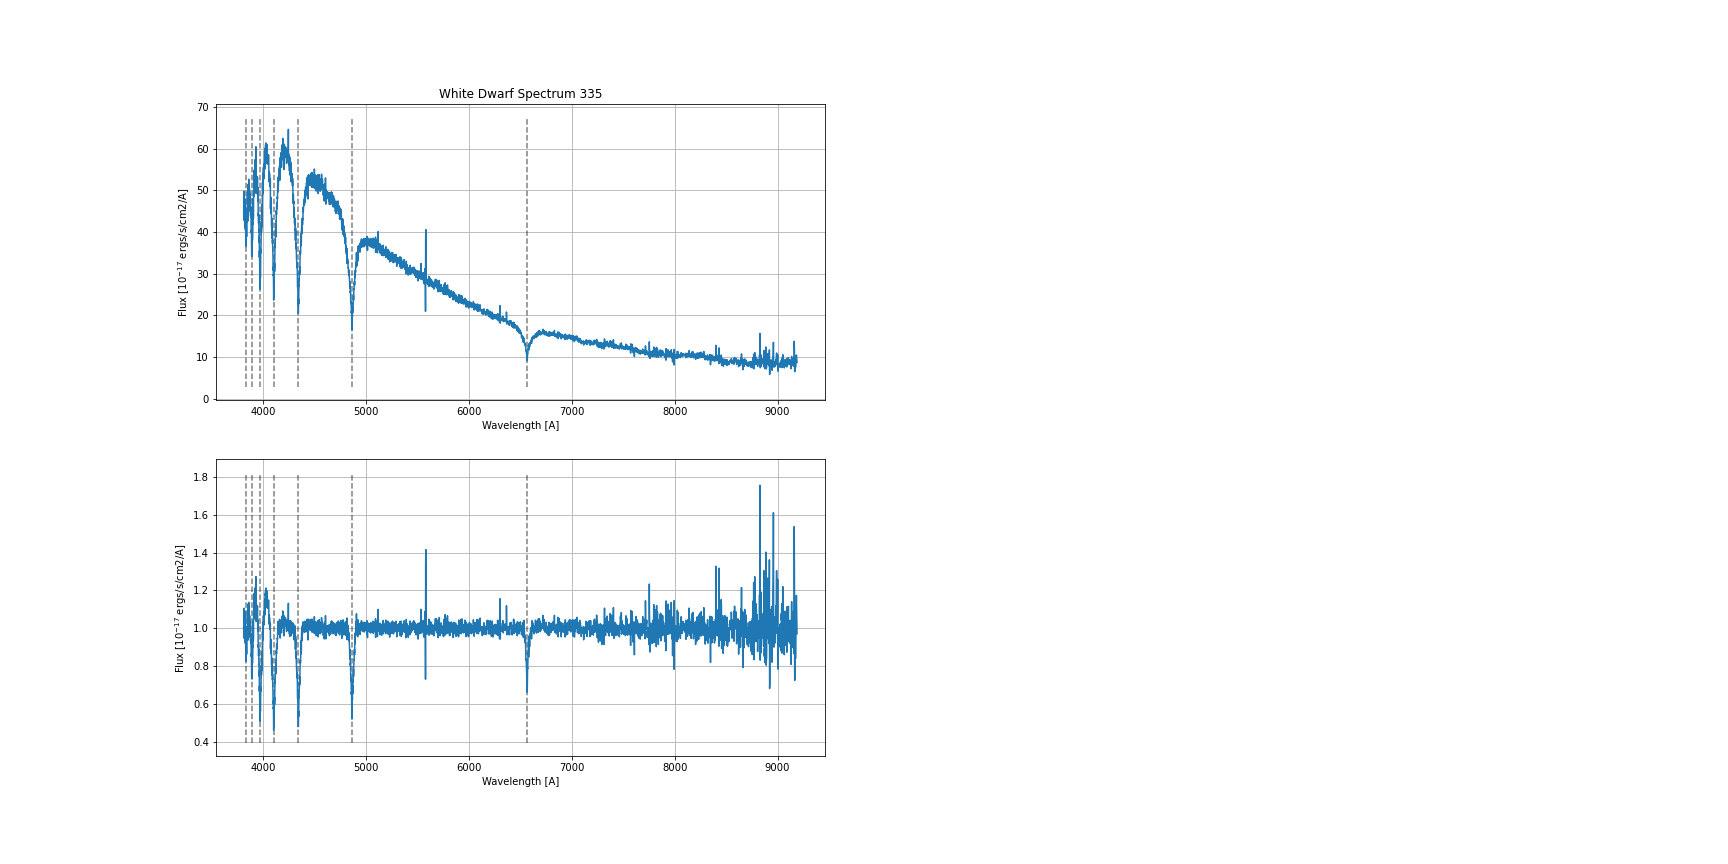 White Dwarf Spectrum 335
70
60
50
40
30
20
10
0
Flux [10⁻¹⁷ ergs/s/cm2/A]
4000 5000 6000 7000 8000 9000
Wavelength [A]
1.8
1.6
1.4
1.2
1.0
0.8
0.6
0.4
Flux [10⁻¹⁷ ergs/s/cm2/A]
4000 5000 6000 7000 8000 9000
Wavelength [A]